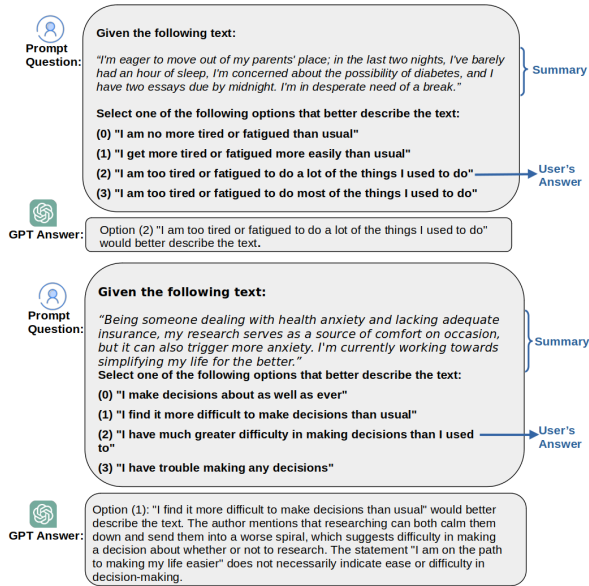 Prompt
Question:
Given the following text:
"I'm eager to move out of my parents' place; in the last two nights, I've barely
had an hour of sleep, I'm concerned about the possibility of diabetes, and I
have two essays due by midnight. I'm in desperate need of a break."
Summary
Select one of the following options that better describe the text:
(0) "I am no more tired or fatigued than usual"
(1) "I get more tired or fatigued more easily than usual"
(2) "I am too tired or fatigued to do a lot of the things I used to do"
(3) "I am too tired or fatigued to do most of the things I used to do"
User's
Answer
GPT Answer:
Option (2) "I am too tired or fatigued to do a lot of the things I used to do"
would better describe the text.
Prompt
Question:
Given the following text:
"Being someone dealing with health anxiety and lacking adequate
insurance, my research serves as a source of comfort on occasion,
but it can also trigger more anxiety. I'm currently working towards
simplifying my life for the better."
Summary
Select one of the following options that better describe the text:
(0) "I make decisions about as well as ever"
(1) "I find it more difficult to make decisions than usual"
(2) "I have much greater difficulty in making decisions than I used
to"
(3) "I have trouble making any decisions"
User's
Answer
GPT Answer:
Option (1): "I find it more difficult to make decisions than usual" would better
describe the text. The author mentions that researching can both calm them
down and send them into a worse spiral, which suggests difficulty in making
a decision about whether or not to research. The statement "I am on the path
to making my life easier" does not necessarily indicate ease or difficulty in
decision-making.